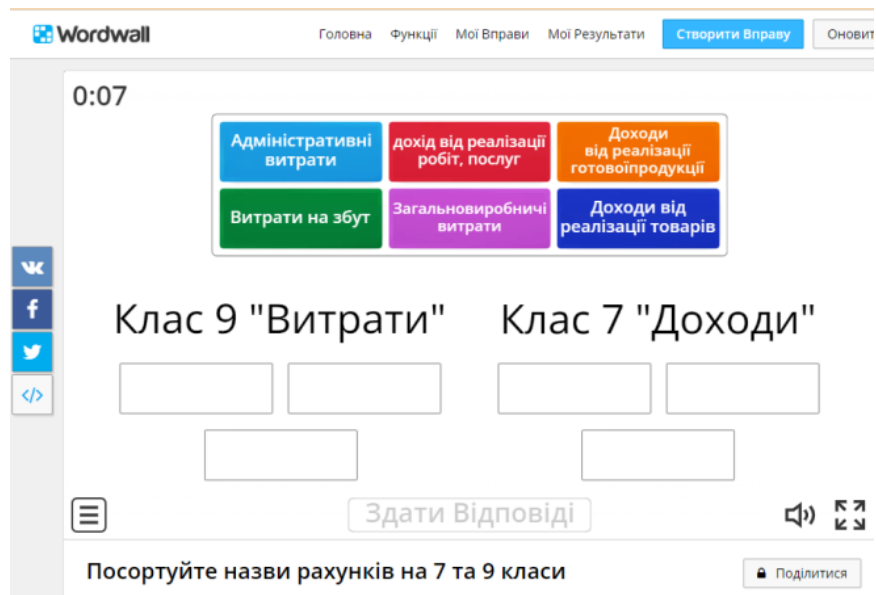 Wordwall
Головна Функції Мої Вправи Мої Результати Створити Вправу Оновит
0:07
Адміністративні
витрати
дохід від реалізації
робіт, послуг
Доходи
від реалізації
готовоїпродукції
Витрати на збут
Загальновиробничі
витрати
Доходи від
реалізації товарів
Клас 9 "Витрати" Клас 7 "Доходи"
Здати Відповіді
Посортуйте назви рахунків на 7 та 9 класи
Поділитися